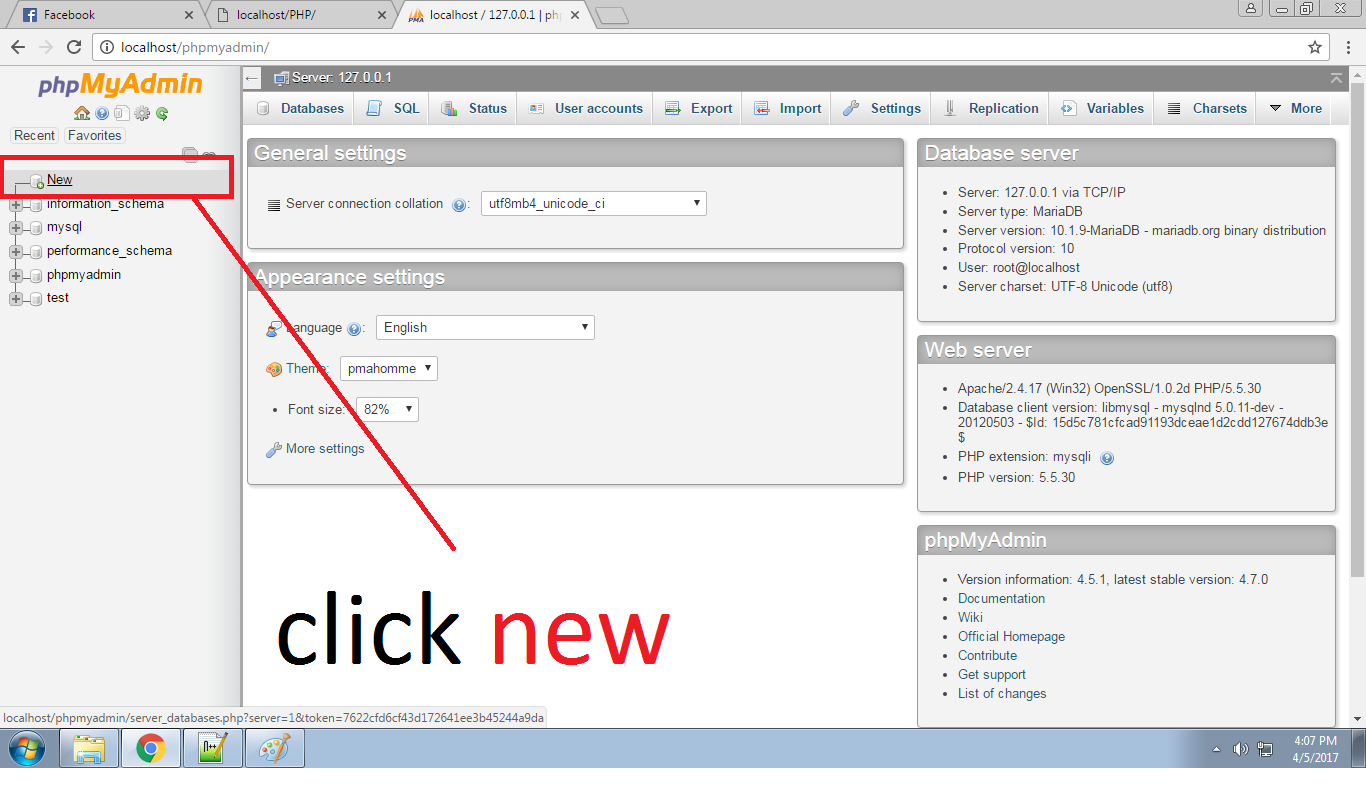 Facebook
localhost/PHP/
localhost / 127.0.0.1 | ph
localhost/phpmyadmin/
phpMyAdmin
Recent Favorites
New
information_schema
mysql
performance_schema
phpmyadmin
test
Server: 127.0.0.1
Databases SQL Status User accounts Export Import Settings Replication Variables Charsets More
General settings
Server connection collation : utf8mb4_unicode_ci
Appearance settings
Language : English
Theme: pmahomme
Font size: 82%
More settings
Database server
Server: 127.0.0.1 via TCP/IP
Server type: MariaDB
Server version: 10.1.9-MariaDB - mariadb.org binary distribution
Protocol version: 10
User: root@localhost
Server charset: UTF-8 Unicode (utf8)
Web server
Apache/2.4.17 (Win32) OpenSSL/1.0.2d PHP/5.5.30
Database client version: libmysql - mysqlnd 5.0.11-dev -
20120503 - $Id: 15d5c781cfcad91193dceae1d2cdd127674ddb3e
$
PHP extension: mysqli
PHP version: 5.5.30
phpMyAdmin
Version information: 4.5.1, latest stable version: 4.7.0
Documentation
Wiki
Official Homepage
Contribute
Get support
List of changes
click new
localhost/phpmyadmin/server_databases.php?server=1&token=7622cfd6cf43d172641ee3b45244a9da
4:07 PM
4/5/2017